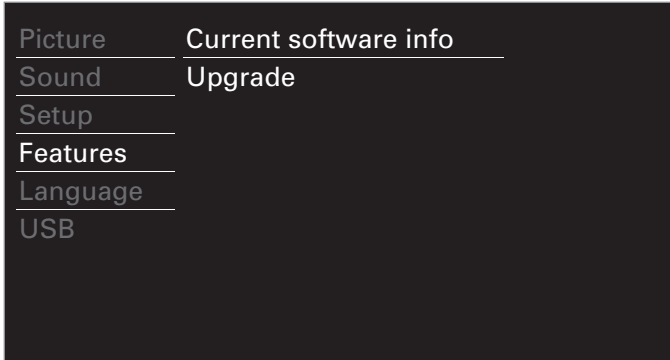 Picture
Sound
Setup
Features
Language
USB
Current software info
Upgrade